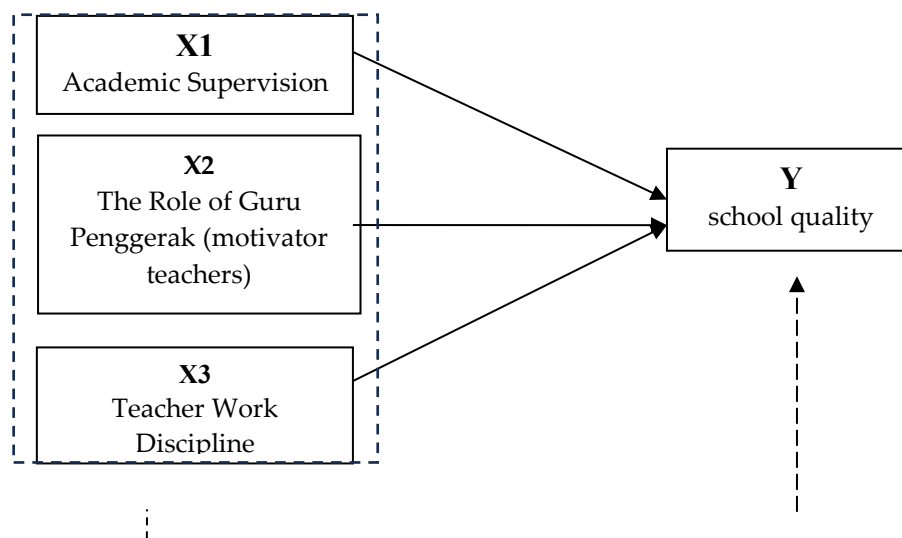 X1
Academic Supervision
X2
The Role of Guru
Penggerak (motivator
teachers)
X3
Teacher Work
Discipline
Y
school quality